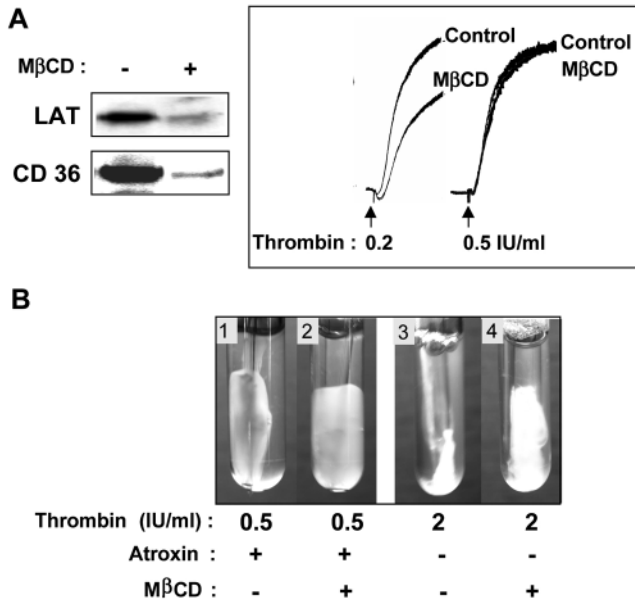 A
MβCD : - +
LAT
CD 36
Control
MβCD
Control
MβCD
Thrombin : 0.2 0.5 IU/ml
B
1 2 3 4
Thrombin (IU/ml) : 0.5 0.5 2 2
Atroxin : + + - -
MβCD : - + - +